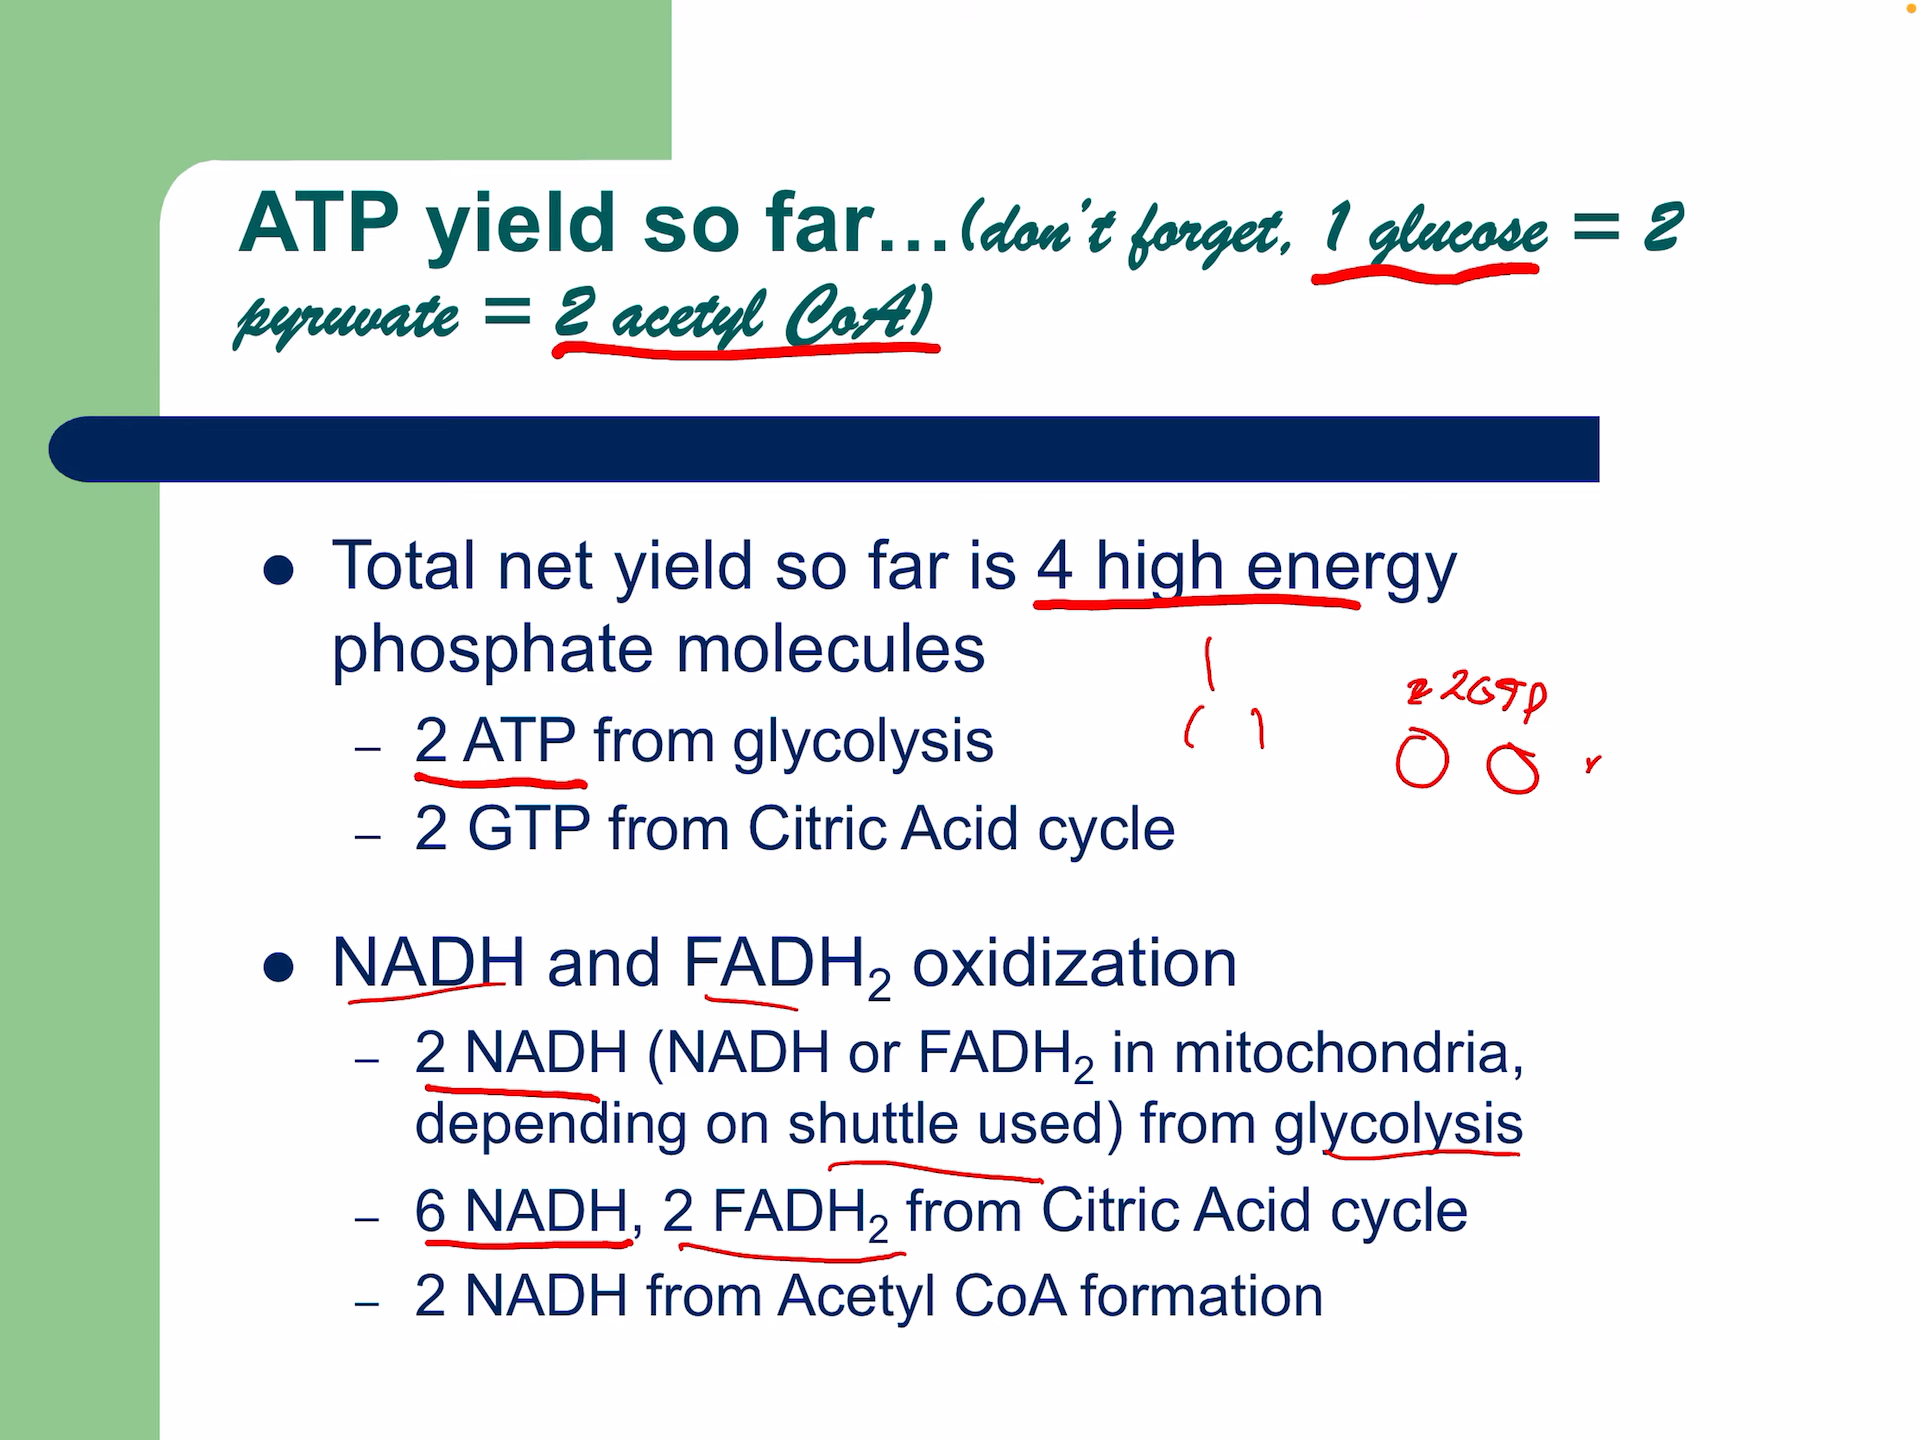 ATP yield so far...(don't forget, 1 glucose = 2
pyruvate = 2 acetyl CoA)
● Total net yield so far is 4 high energy
phosphate molecules
– 2 ATP from glycolysis
2GTP
– 2 GTP from Citric Acid cycle
● NADH and FADH₂ oxidization
– 2 NADH (NADH or FADH₂ in mitochondria,
depending on shuttle used) from glycolysis
– 6 NADH, 2 FADH₂ from Citric Acid cycle
– 2 NADH from Acetyl CoA formation